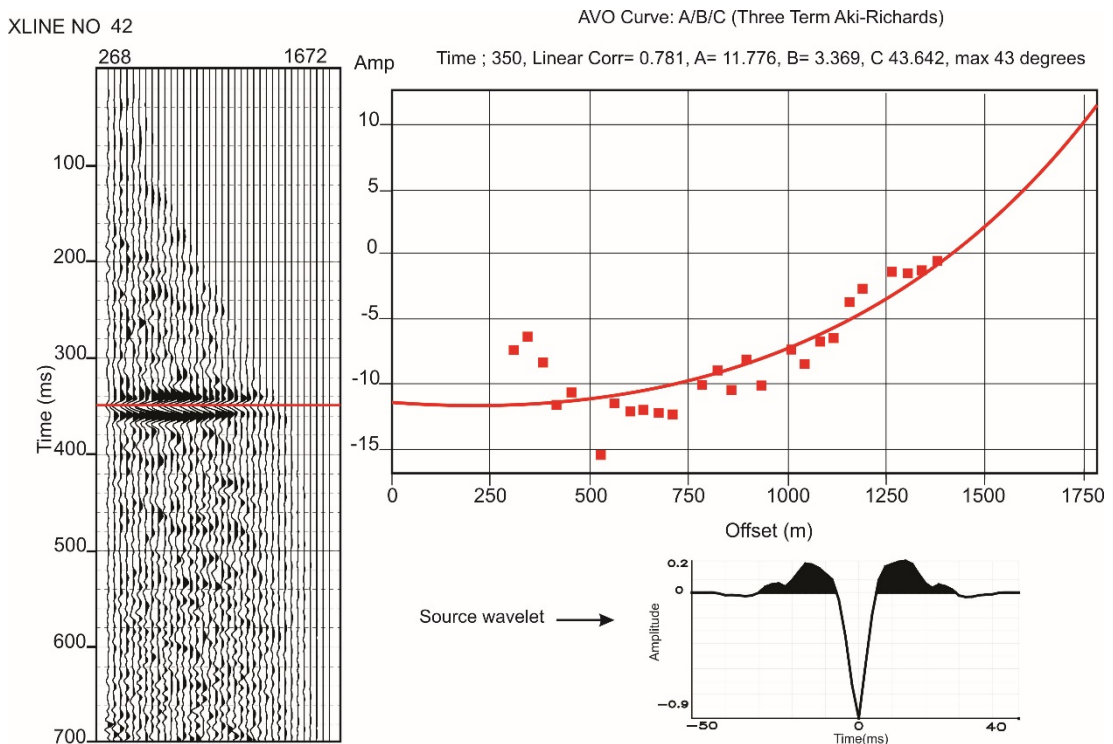 XLINE NO 42
268 1672
100
200
300
400
500
600
700
Time (ms)
AVO Curve: A/B/C (Three Term Aki-Richards)
Time ; 350, Linear Corr= 0.781, A= 11.776, B= 3.369, C 43.642, max 43 degrees
Amp
10
5
0
-5
-10
-15
0 250 500 750 1000 1250 1500 1750
Offset (m)
Source wavelet
0.2
0
-0.9
Amplitude
-50 0 40
Time(ms)